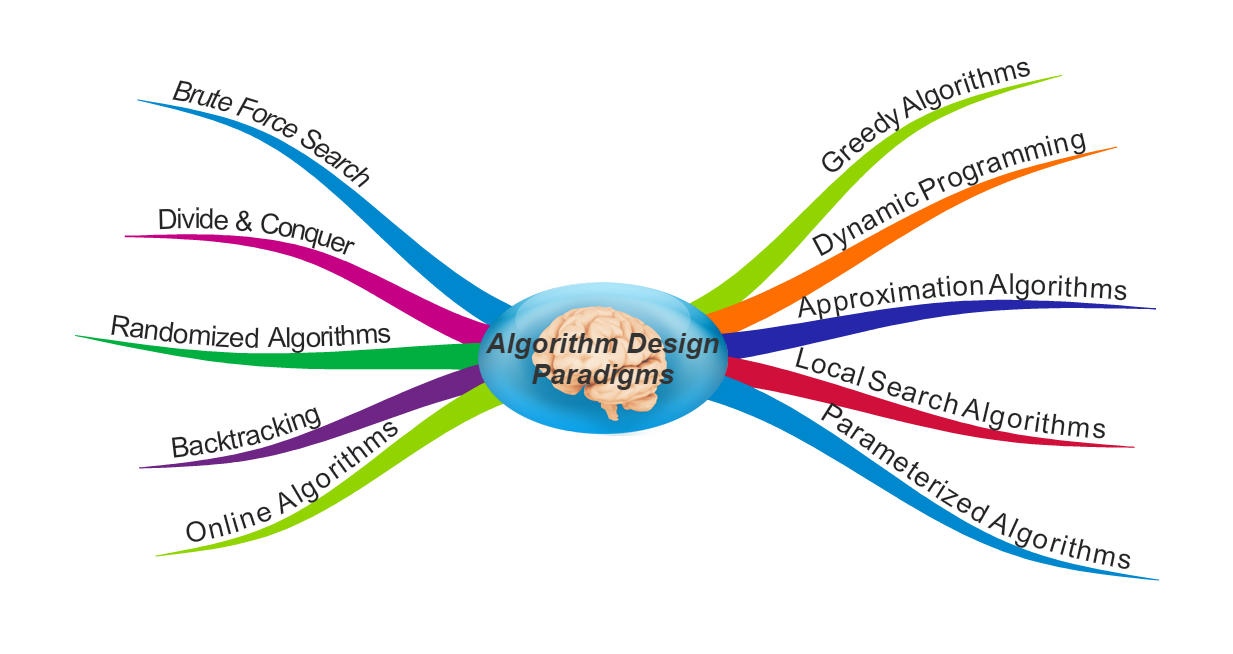 Algorithm Design
Paradigms
Greedy Algorithms
Dynamic Programming
Approximation Algorithms
Local Search Algorithms
Parameterized Algorithms
Brute Force Search
Divide & Conquer
Randomized Algorithms
Backtracking
Online Algorithms